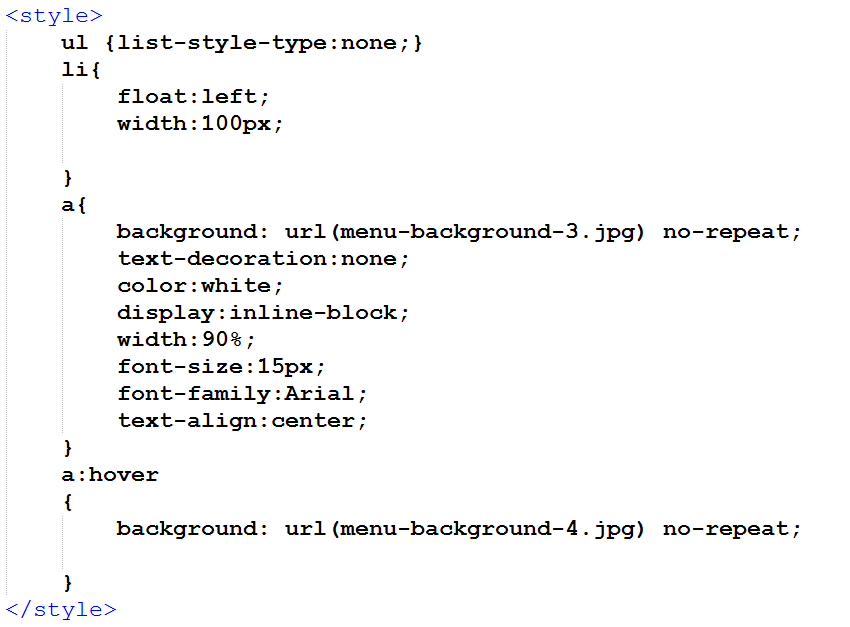 <style>
ul {list-style-type:none;}
li{
float:left;
width:100px;
}
a{
background: url(menu-background-3.jpg) no-repeat;
text-decoration:none;
color:white;
display:inline-block;
width:90%;
font-size:15px;
font-family:Arial;
text-align:center;
}
a:hover
{
background: url(menu-background-4.jpg) no-repeat;
}
</style>